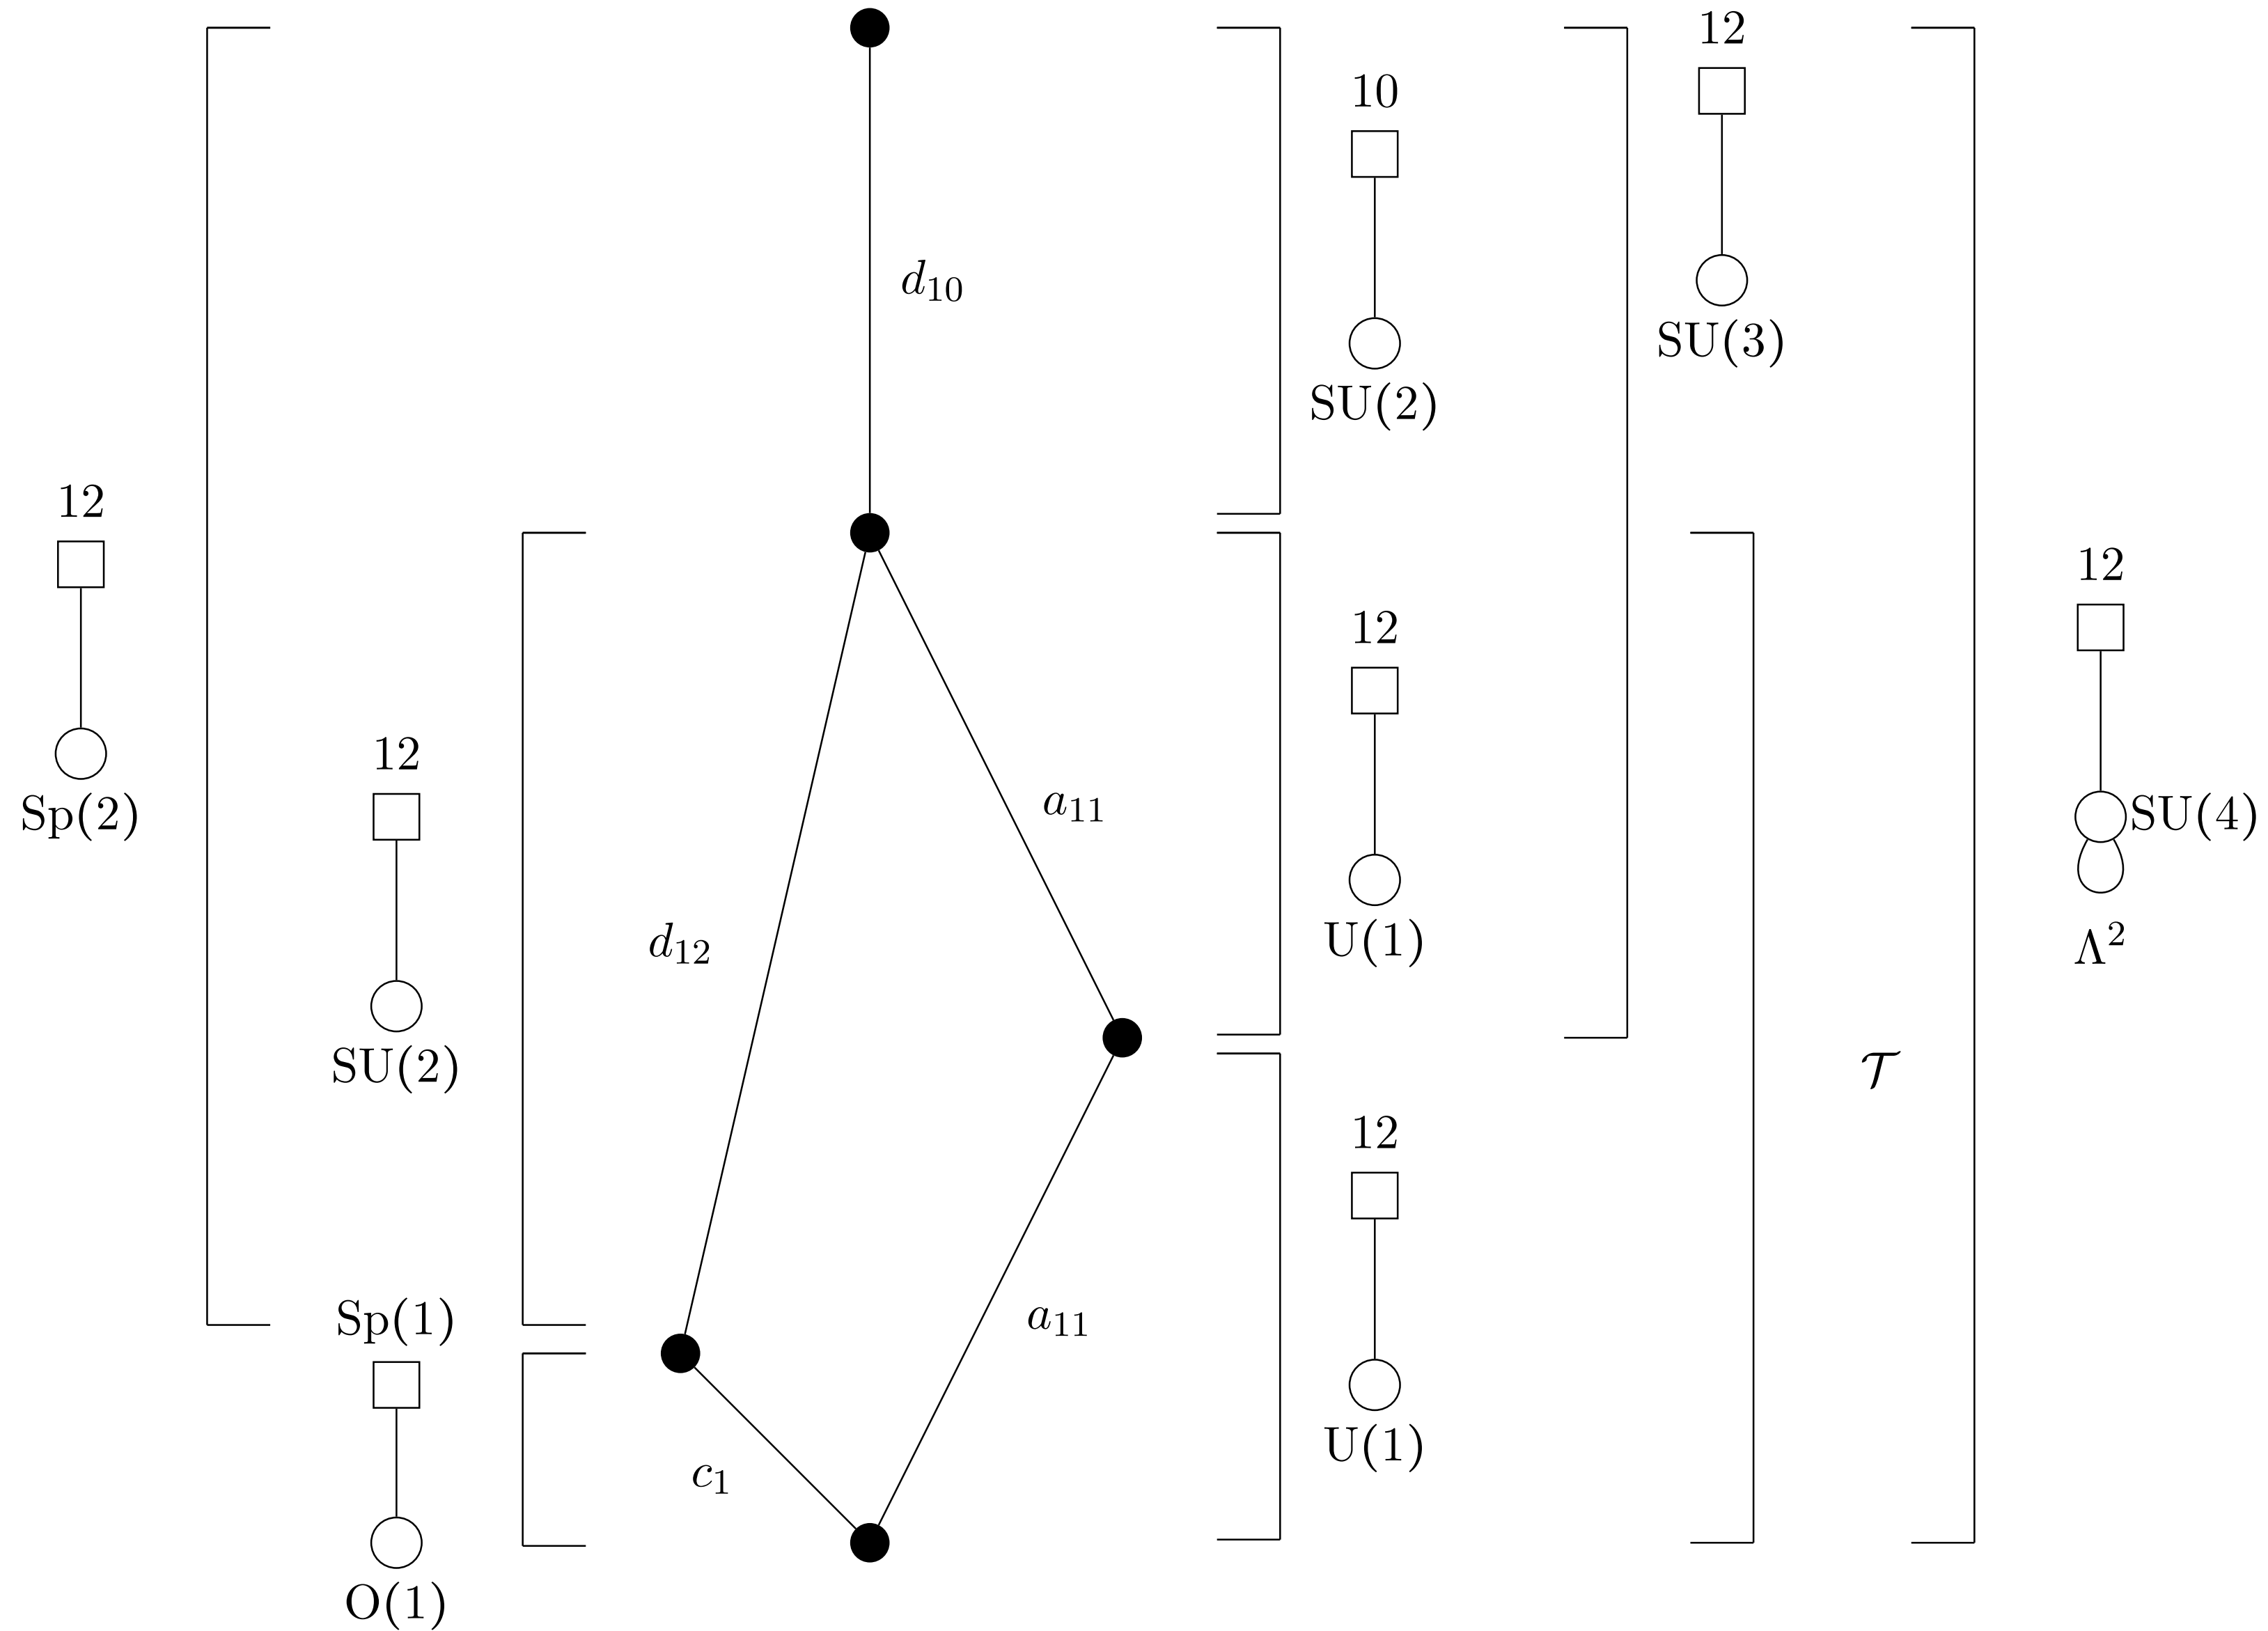 12
10
d10
SU(3)
SU(2)
12
12
12
Sp(2)
12
a11
SU(4)
SU(2)
d12
U(1)
Λ2
𝒯
12
Sp(1)
a11
c1
U(1)
O(1)